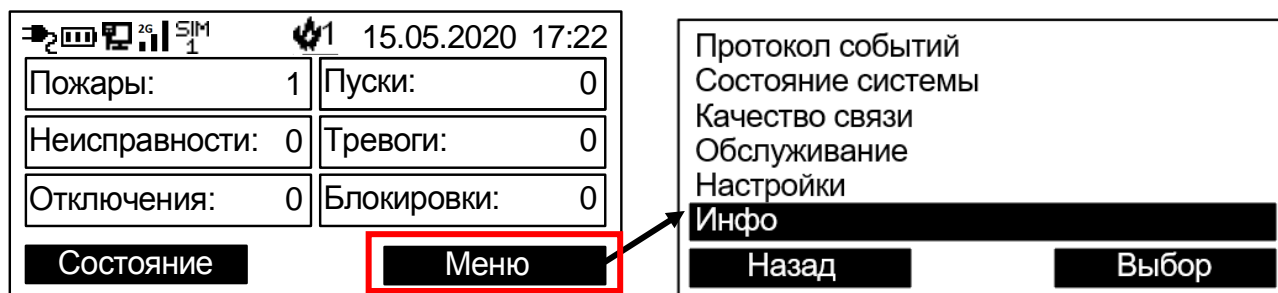 2 2G SIM 1 1 15.05.2020 17:22
Пожары: 1 Пуски: 0
Неисправности: 0 Тревоги: 0
Отключения: 0 Блокировки: 0
Состояние Меню
Протокол событий
Состояние системы
Качество связи
Обслуживание
Настройки
Инфо
Назад Выбор